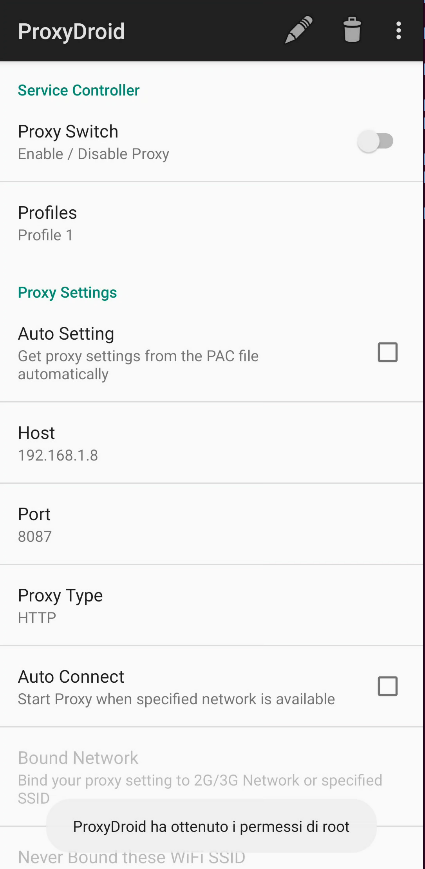 ProxyDroid
Service Controller
Proxy Switch
Enable / Disable Proxy
Profiles
Profile 1
Proxy Settings
Auto Setting
Get proxy settings from the PAC file
automatically
Host
192.168.1.8
Port
8087
Proxy Type
HTTP
Auto Connect
Start Proxy when specified network is available
Bound Network
Bind your proxy setting to 2G/3G Network or specified
SSID
ProxyDroid ha ottenuto i permessi di root
Never Bound these WiFi SSID